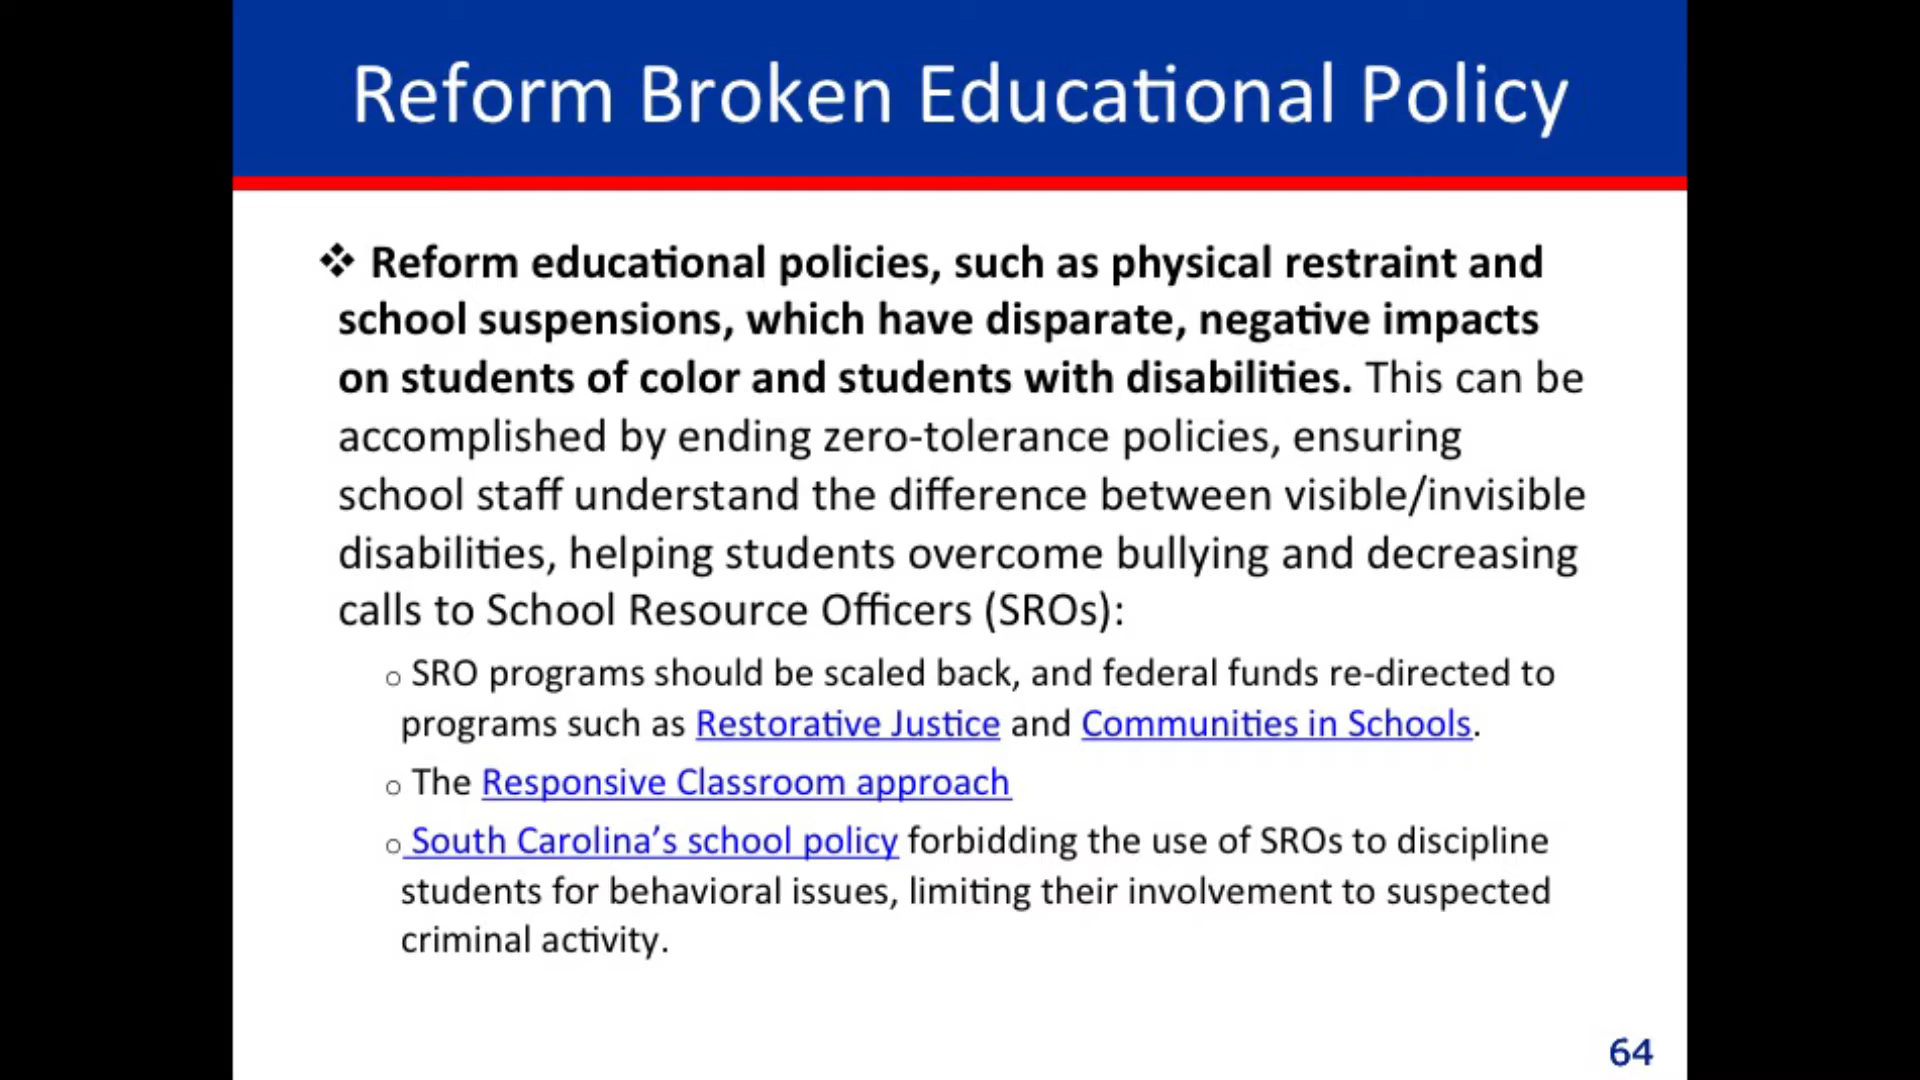 Reform Broken Educational Policy
❖ Reform educational policies, such as physical restraint and
school suspensions, which have disparate, negative impacts
on students of color and students with disabilities. This can be
accomplished by ending zero-tolerance policies, ensuring
school staff understand the difference between visible/invisible
disabilities, helping students overcome bullying and decreasing
calls to School Resource Officers (SROs):
o SRO programs should be scaled back, and federal funds re-directed to
programs such as Restorative Justice and Communities in Schools.
o The Responsive Classroom approach
o South Carolina’s school policy forbidding the use of SROs to discipline
students for behavioral issues, limiting their involvement to suspected
criminal activity.
64